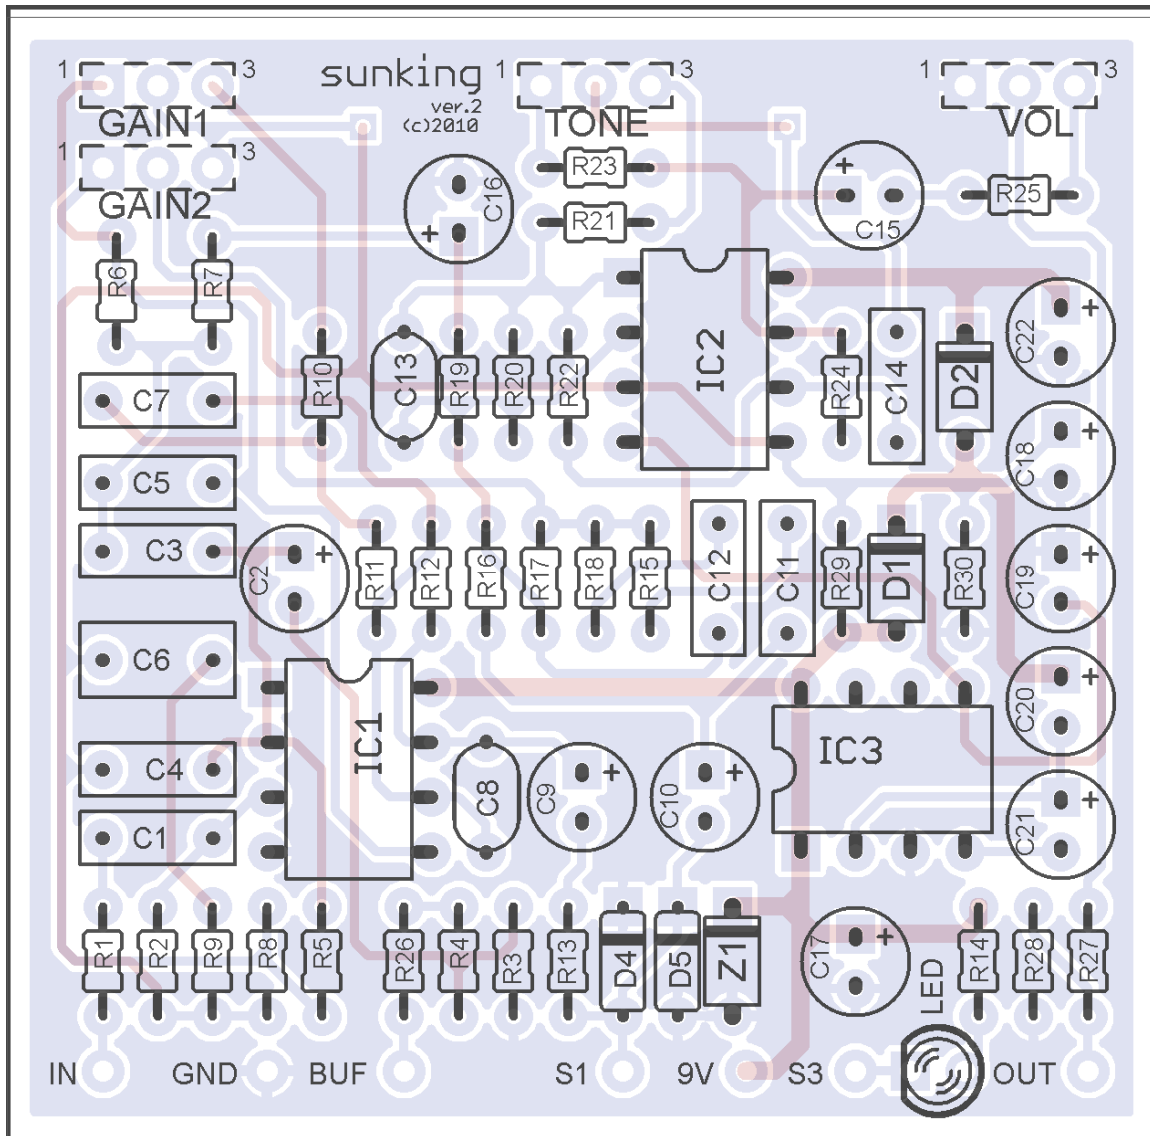 1 3 sunking 1 3 1 3
ver.2
(c)2010
GAIN1 TONE VOL
1 3
GAIN2
R23
C16 + R25
R21
+ C15
R6 R7
IC2
C22 +
R10 C13 R19 R20 R22 R24 C14 D2
C7
C18 +
C5
C3
C2 + R11 R12 R16 R17 R18 R15 C12 C11 R29 D1 R30 C19 +
C6
C20 +
IC1 IC3
C4 C8 C9 + C10 +
C21 +
C1
R1 R2 R9 R8 R5 R26 R4 R3 R13 D4 D5 Z1 C17 + R14 R28 R27
LED
IN GND BUF S1 9V S3 OUT